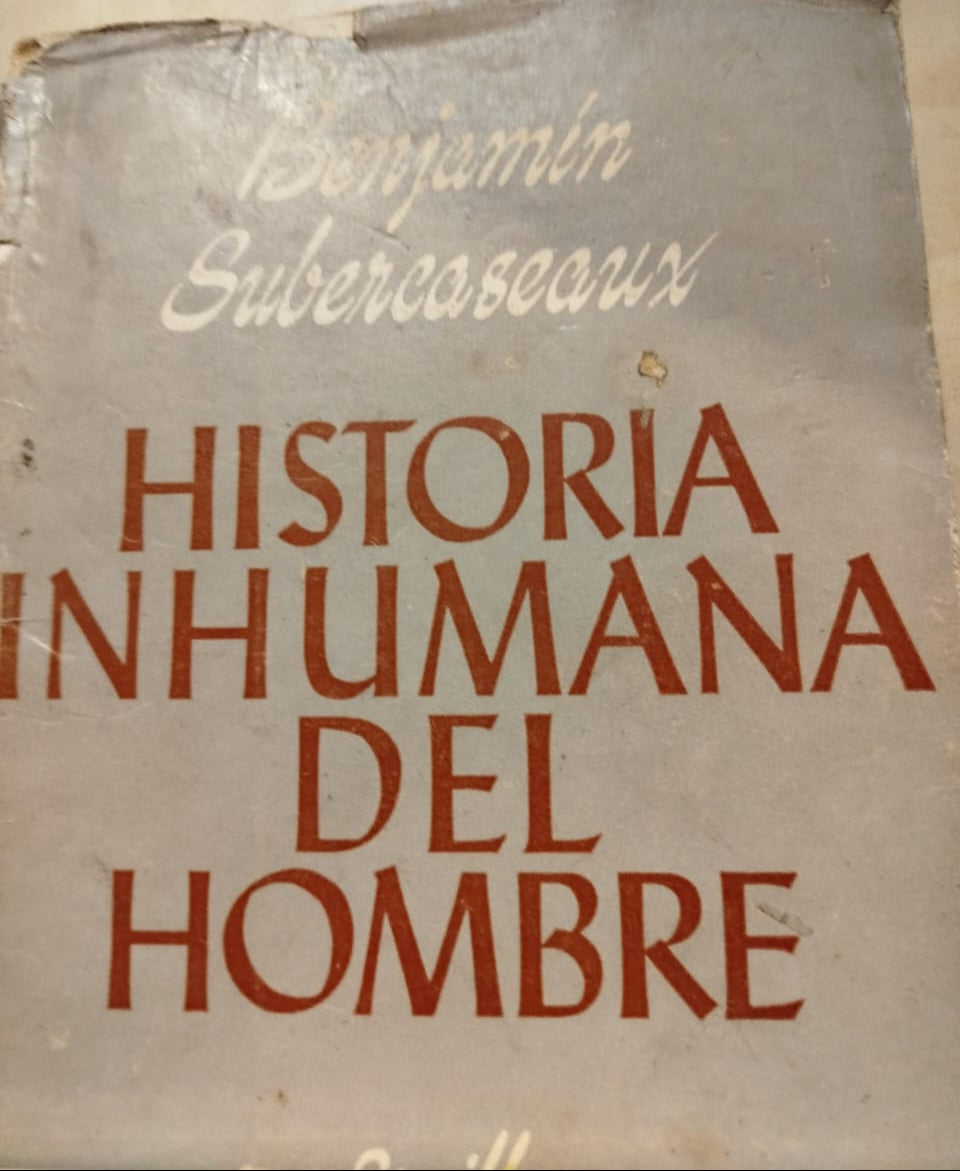 Benjamín
Subercaseaux
HISTORIA
INHUMANA
DEL
HOMBRE